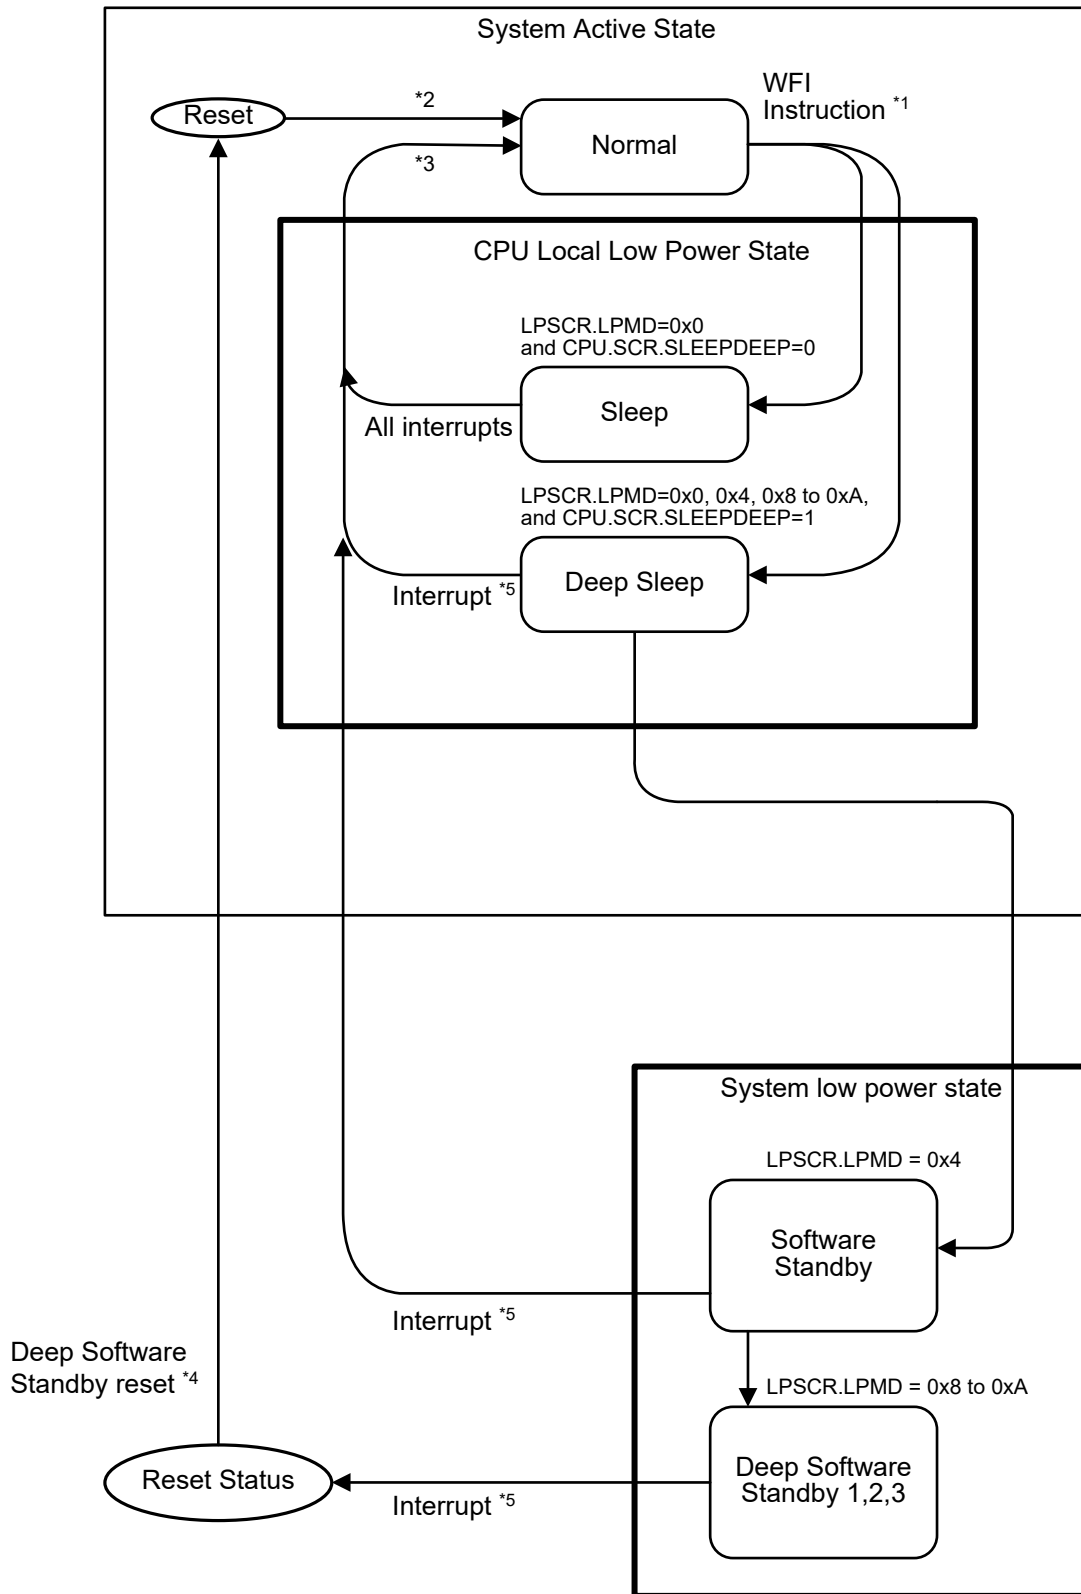 System Active State
WFI
Instruction *1
Reset
*2
Normal
*3
CPU Local Low Power State
LPSCR.LPMD=0x0
and CPU.SCR.SLEEPDEEP=0
Sleep
All interrupts
LPSCR.LPMD=0x0, 0x4, 0x8 to 0xA,
and CPU.SCR.SLEEPDEEP=1
Deep Sleep
Interrupt *5
System low power state
LPSCR.LPMD = 0x4
Software
Standby
Interrupt *5
Deep Software
Standby reset *4
LPSCR.LPMD = 0x8 to 0xA
Reset Status
Deep Software
Standby 1,2,3
Interrupt *5